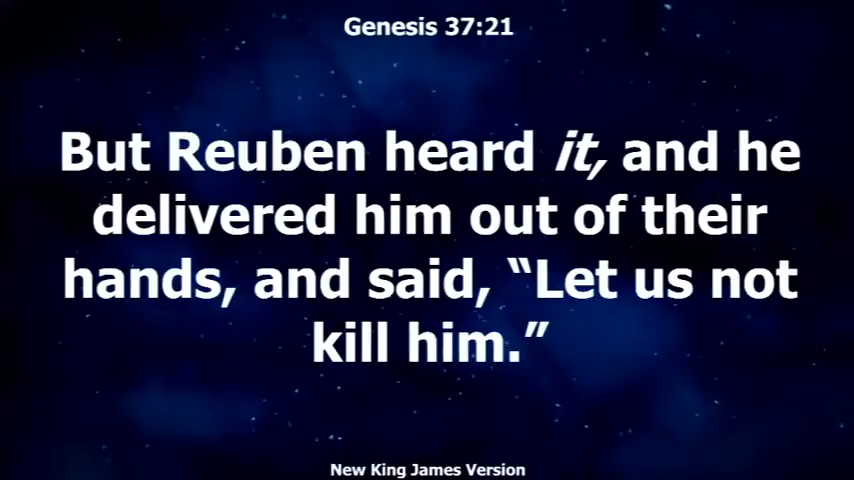 Genesis 37:21
But Reuben heard it, and he
delivered him out of their
hands, and said, “Let us not
kill him.”
New King James Version